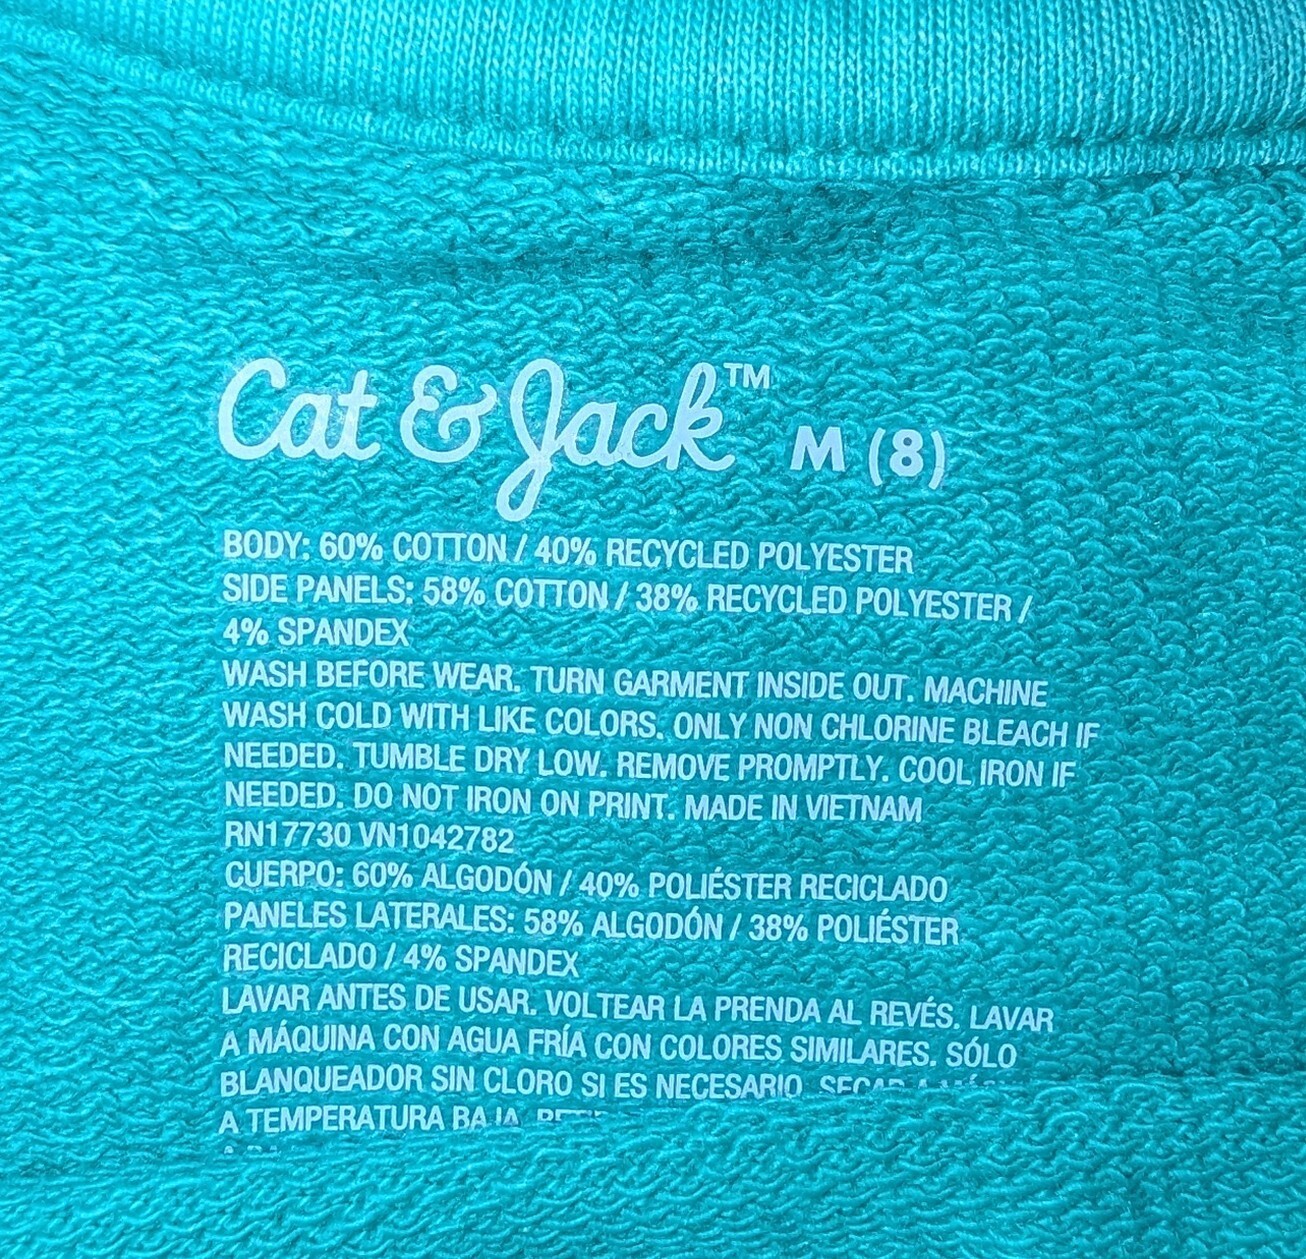 Cat & Jack™ M (8)
BODY: 60% COTTON / 40% RECYCLED POLYESTER
SIDE PANELS: 58% COTTON / 38% RECYCLED POLYESTER /
4% SPANDEX
WASH BEFORE WEAR. TURN GARMENT INSIDE OUT. MACHINE
WASH COLD WITH LIKE COLORS. ONLY NON CHLORINE BLEACH IF
NEEDED. TUMBLE DRY LOW. REMOVE PROMPTLY. COOL IRON IF
NEEDED. DO NOT IRON ON PRINT. MADE IN VIETNAM
RN17730 VN1042782
CUERPO: 60% ALGODÓN / 40% POLIÉSTER RECICLADO
PANELES LATERALES: 58% ALGODÓN / 38% POLIÉSTER
RECICLADO / 4% SPANDEX
LAVAR ANTES DE USAR. VOLTEAR LA PRENDA AL REVÉS. LAVAR
A MÁQUINA CON AGUA FRÍA CON COLORES SIMILARES. SÓLO
BLANQUEADOR SIN CLORO SI ES NECESARIO. SECAR A
A TEMPERATURA BAJA.